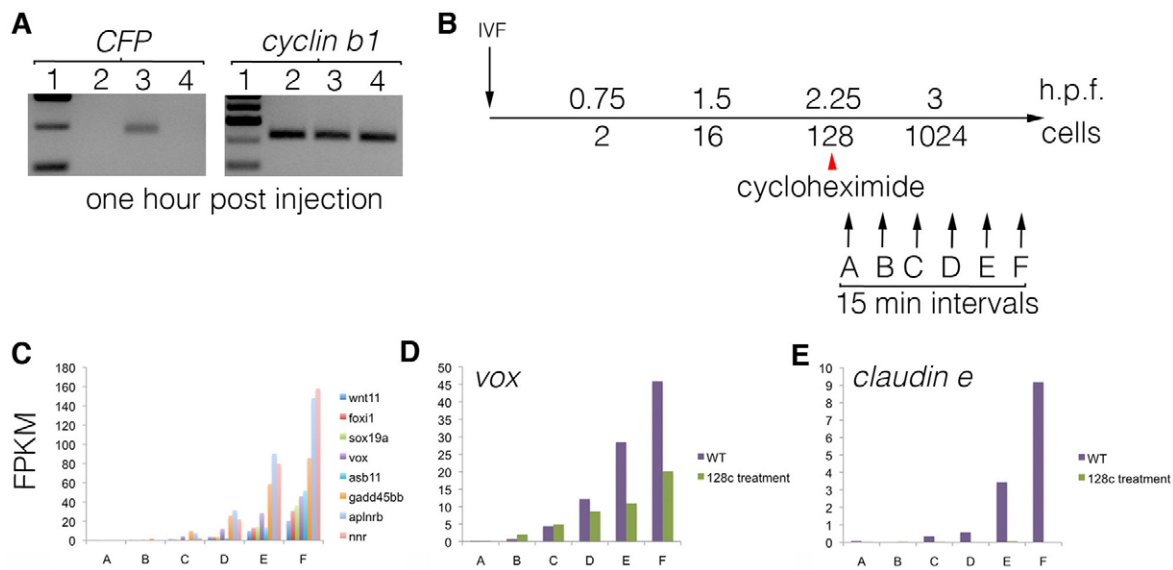 A
CFP
cyclin b1
1 2 3 4
1 2 3 4
one hour post injection
B
IVF
0.75 1.5 2.25 3 h.p.f.
2 16 128 1024 cells
cycloheximide
A B C D E F
15 min intervals
C
FPKM
180
160
140
120
100
80
60
40
20
0
A B C D E F
wnt11
foxi1
sox19a
vox
asb11
gadd45bb
aplnrb
nnr
D
vox
50
45
40
35
30
25
20
15
10
5
0
A B C D E F
WT
128c treatment
E
claudin e
10
9
8
7
6
5
4
3
2
1
0
A B C D E F
WT
128c treatment